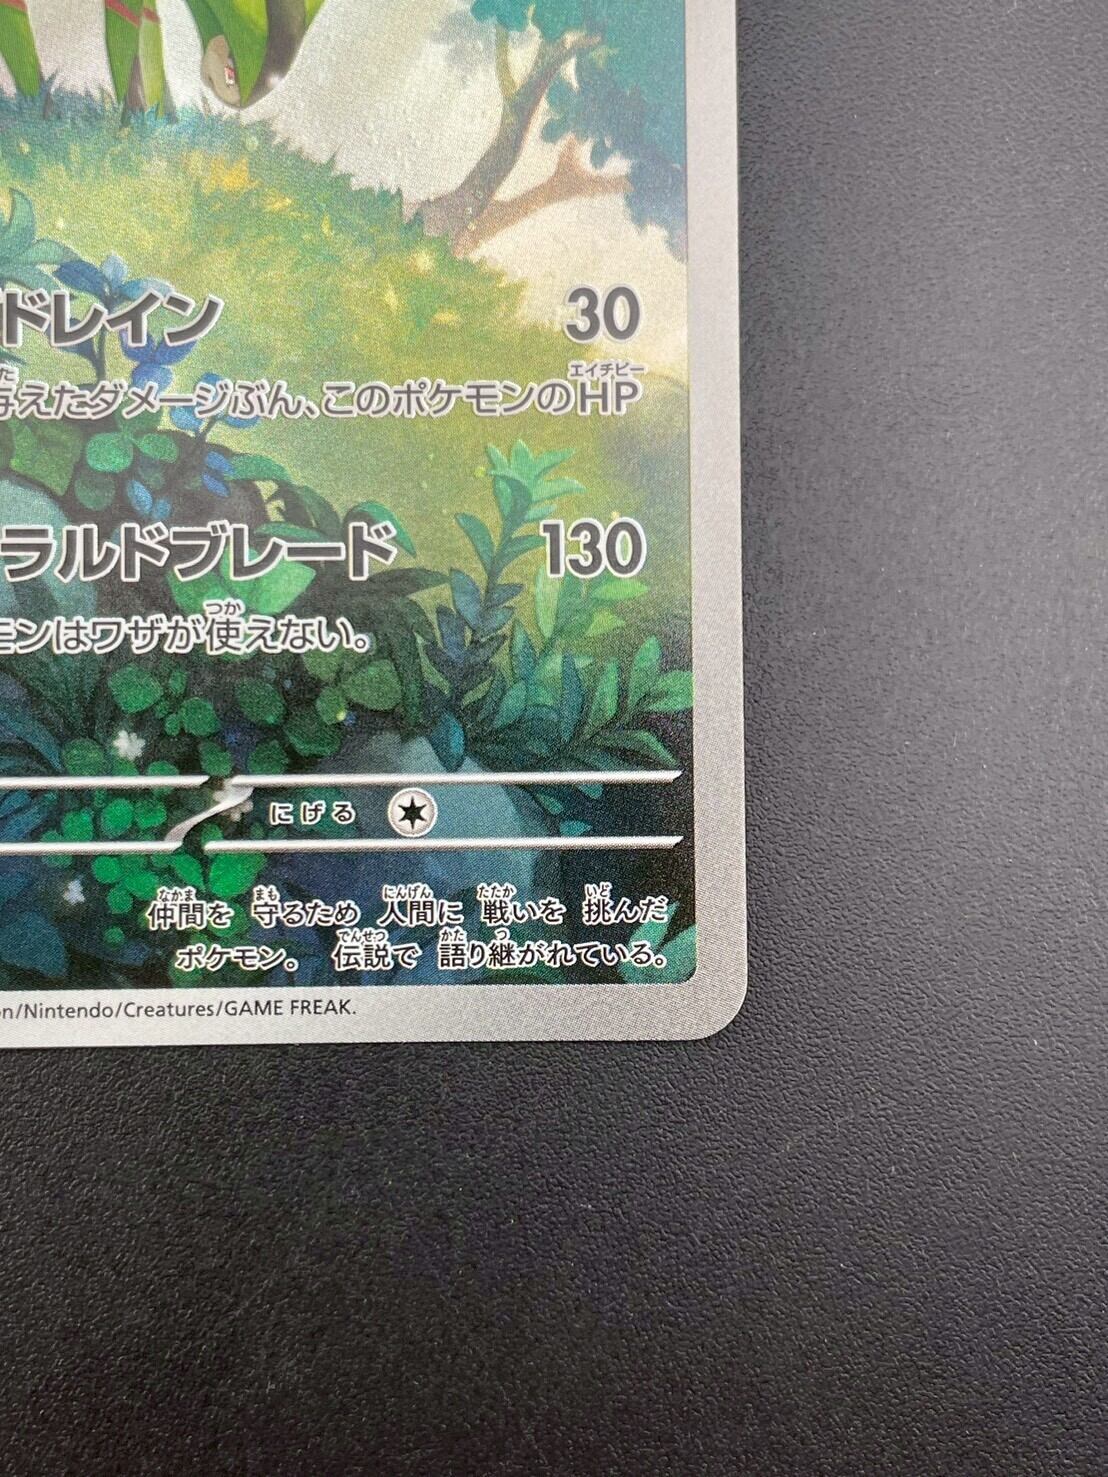 ドレイン 30
与えたダメージぶん、このポケモンのHP
ラルドブレード 130
モンはワザが使えない。
にげる
仲間を 守るため 人間に 戦いを 挑んだ
ポケモン。 伝説で 語り継がれている。
n/Nintendo/Creatures/GAME FREAK.